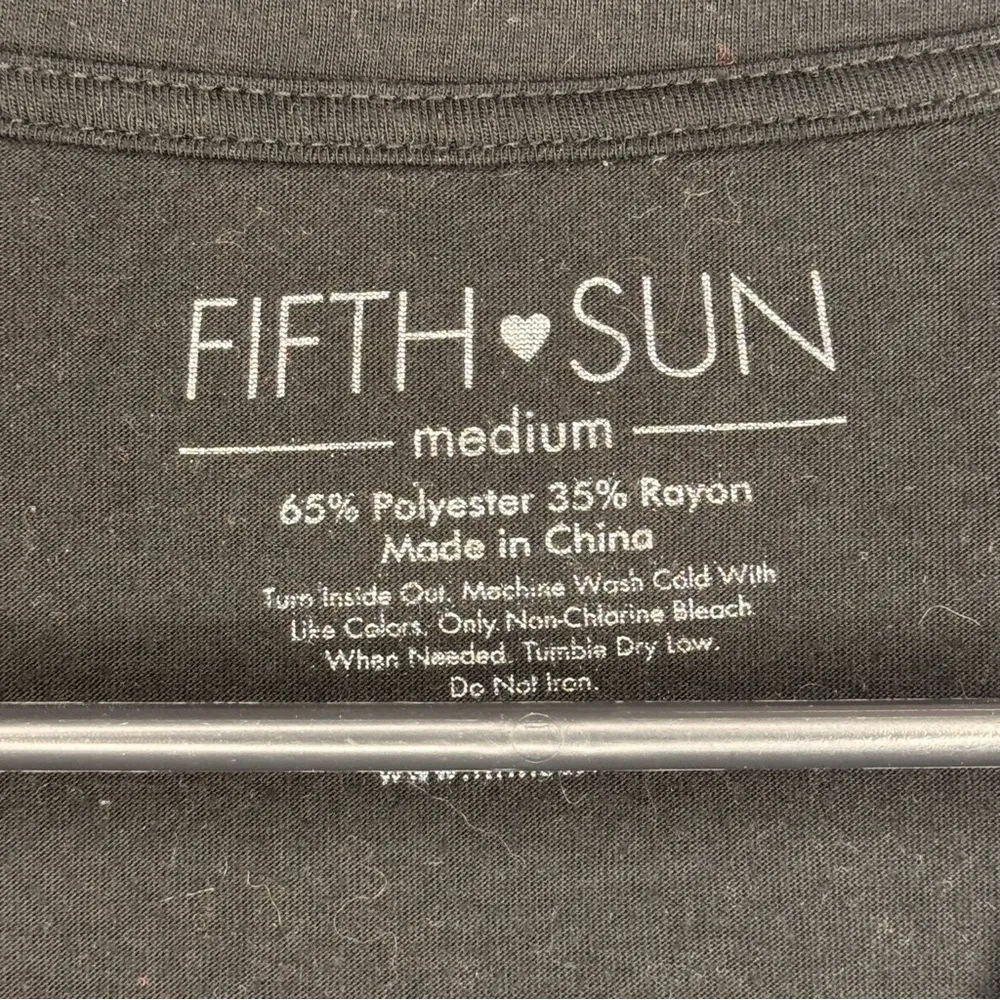 FIFTH SUN
medium
65% Polyester 35% Rayon
Made in China
Turn Inside Out. Machine Wash Cold With
Like Colors. Only Non-Chlorine Bleach
When Needed. Tumble Dry Low.
Do Not Iron.